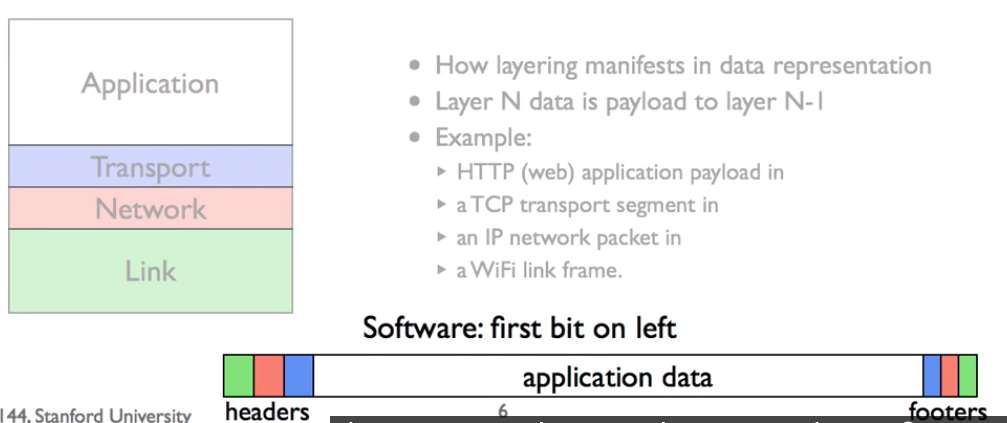 Application
Transport
Network
Link
• How layering manifests in data representation
• Layer N data is payload to layer N-1
• Example:
‣ HTTP (web) application payload in
‣ a TCP transport segment in
‣ an IP network packet in
‣ a WiFi link frame.
Software: first bit on left
application data
headers
footers
144, Stanford University
6